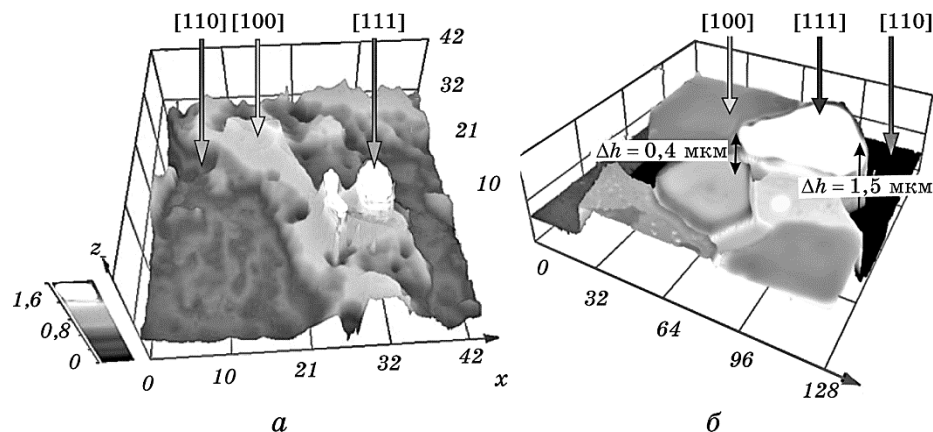 [110] [100] [111] 42
32
21
10
z
1,6
0,8
0
0 10 21 32 42
x
а
[100] [111] [110]
Δh = 0,4 мкм
Δh = 1,5 мкм
0
32
64
96
128
б